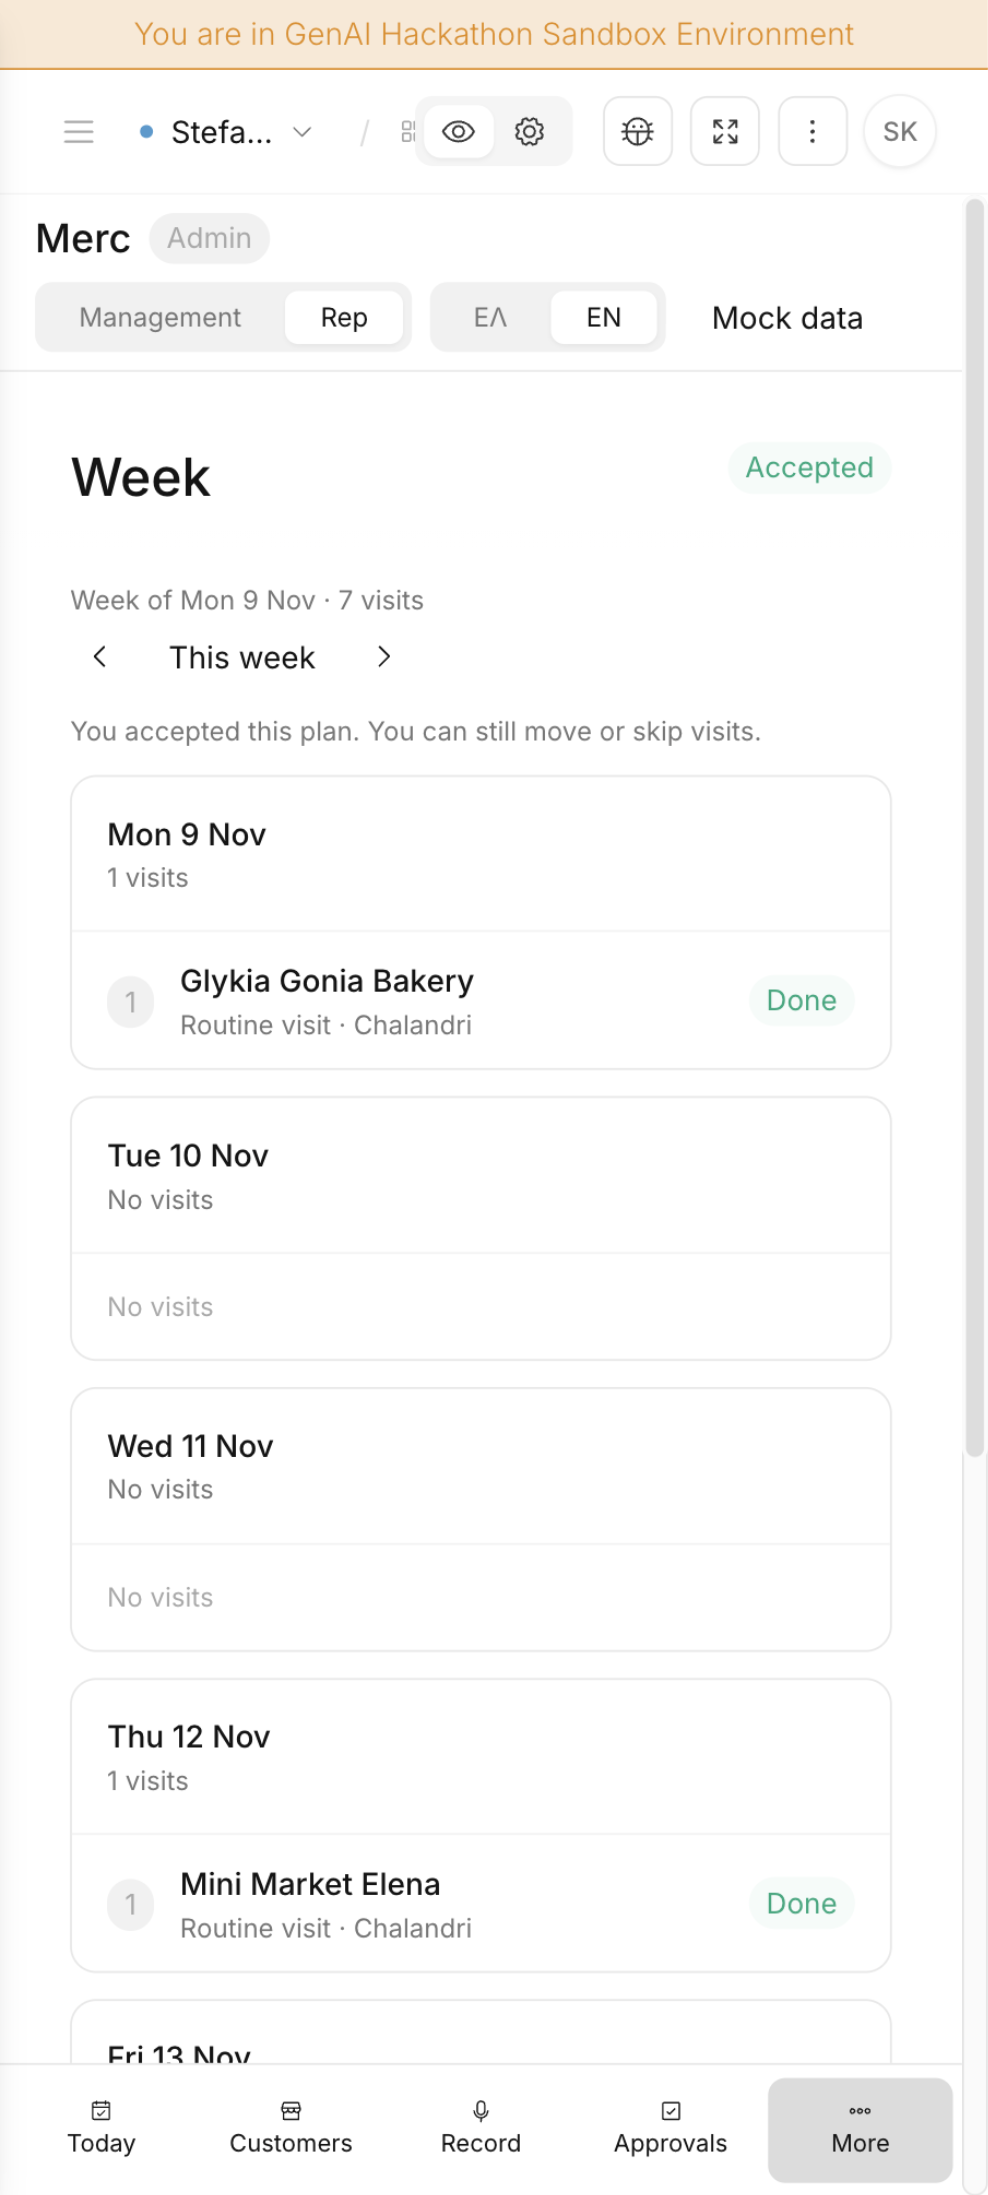 You are in GenAI Hackathon Sandbox Environment
Stefa... / SK
Merc Admin
Management Rep ΕΛ EN Mock data
Week Accepted
Week of Mon 9 Nov · 7 visits
This week
You accepted this plan. You can still move or skip visits.
Mon 9 Nov
1 visits
1 Glykia Gonia Bakery Done
Routine visit · Chalandri
Tue 10 Nov
No visits
No visits
Wed 11 Nov
No visits
No visits
Thu 12 Nov
1 visits
1 Mini Market Elena Done
Routine visit · Chalandri
Fri 13 Nov
Today Customers Record Approvals More